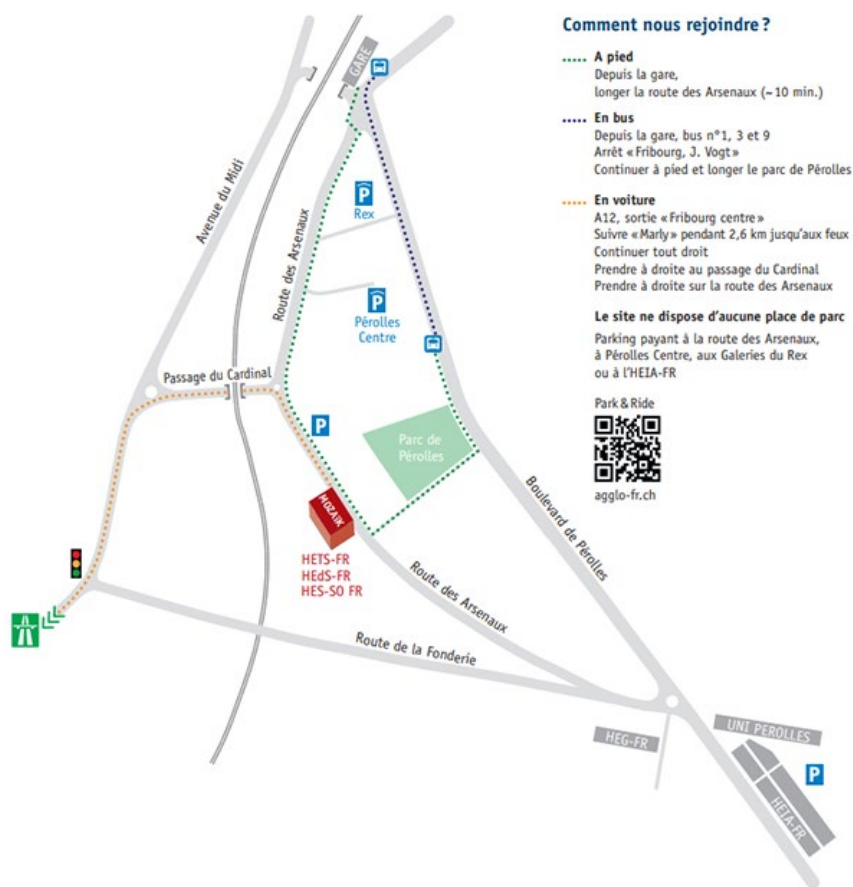 Comment nous rejoindre ?
A pied
Depuis la gare,
longer la route des Arsenaux (~10 min.)
En bus
Depuis la gare, bus n°1, 3 et 9
Arrêt «Fribourg, J. Vogt»
Continuer à pied et longer le parc de Pérolles
En voiture
A12, sortie «Fribourg centre»
Suivre «Marly» pendant 2,6 km jusqu'aux feux
Continuer tout droit
Prendre à droite au passage du Cardinal
Prendre à droite sur la route des Arsenaux
Le site ne dispose d'aucune place de parc
Parking payant à la route des Arsenaux,
à Pérolles Centre, aux Galeries du Rex
ou à l'HEIA-FR
Park & Ride
agglo-fr.ch
GARE
Avenue du Midi
P
Rex
Route des Arsenaux
P
Pérolles
Centre
Passage du Cardinal
P
Parc de
Pérolles
MOZAÏK
HETS-FR
HEdS-FR
HES-SO FR
Boulevard de Pérolles
Route des Arsenaux
Route de la Fonderie
HEG-FR
UNI PEROLLES
P
HEIA-FR